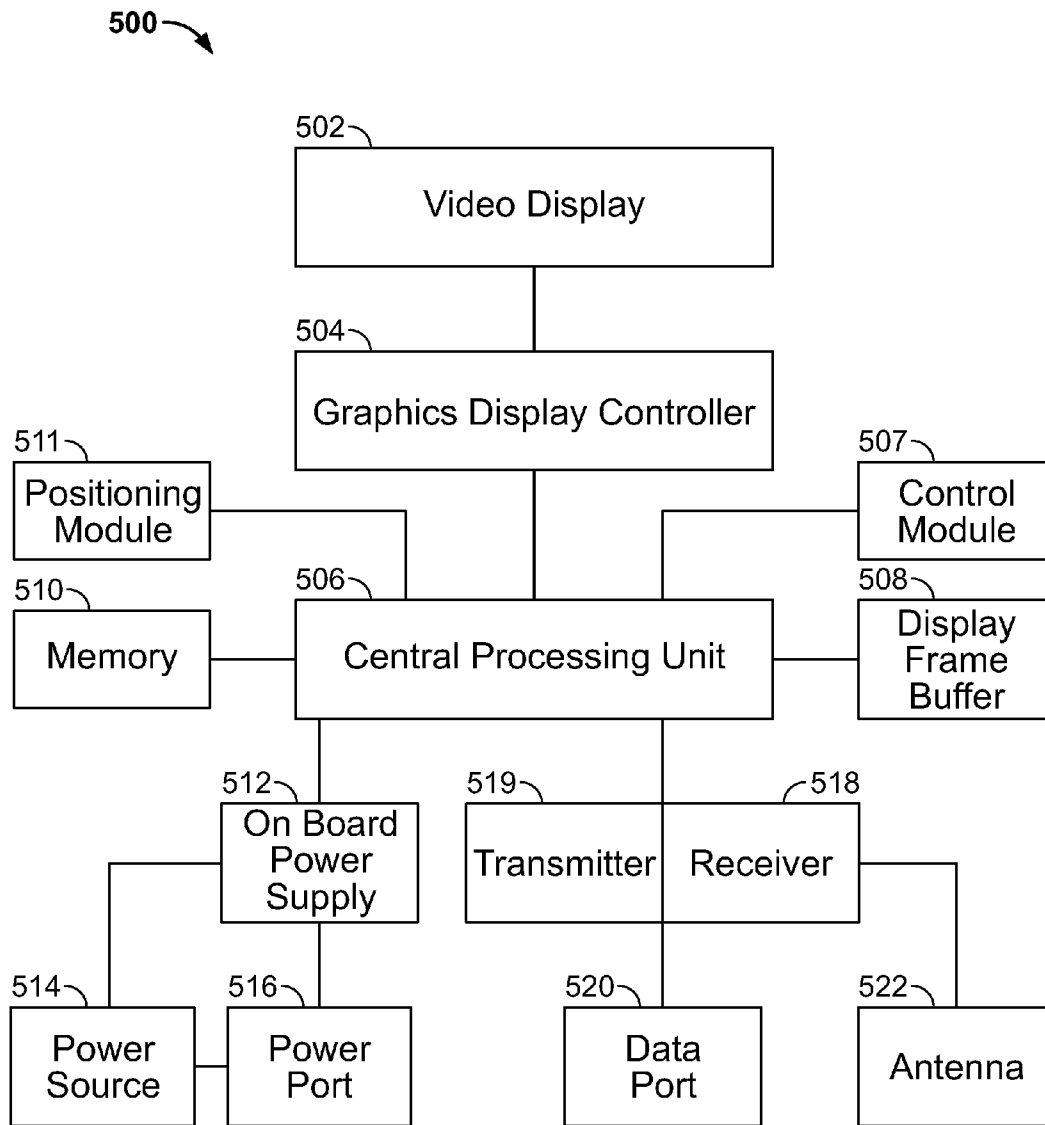 500
502
Video Display
504
Graphics Display Controller
511
Positioning
Module
507
Control
Module
510
Memory
506
Central Processing Unit
508
Display
Frame
Buffer
512
On Board
Power
Supply
519
Transmitter
518
Receiver
514
Power
Source
516
Power
Port
520
Data
Port
522
Antenna